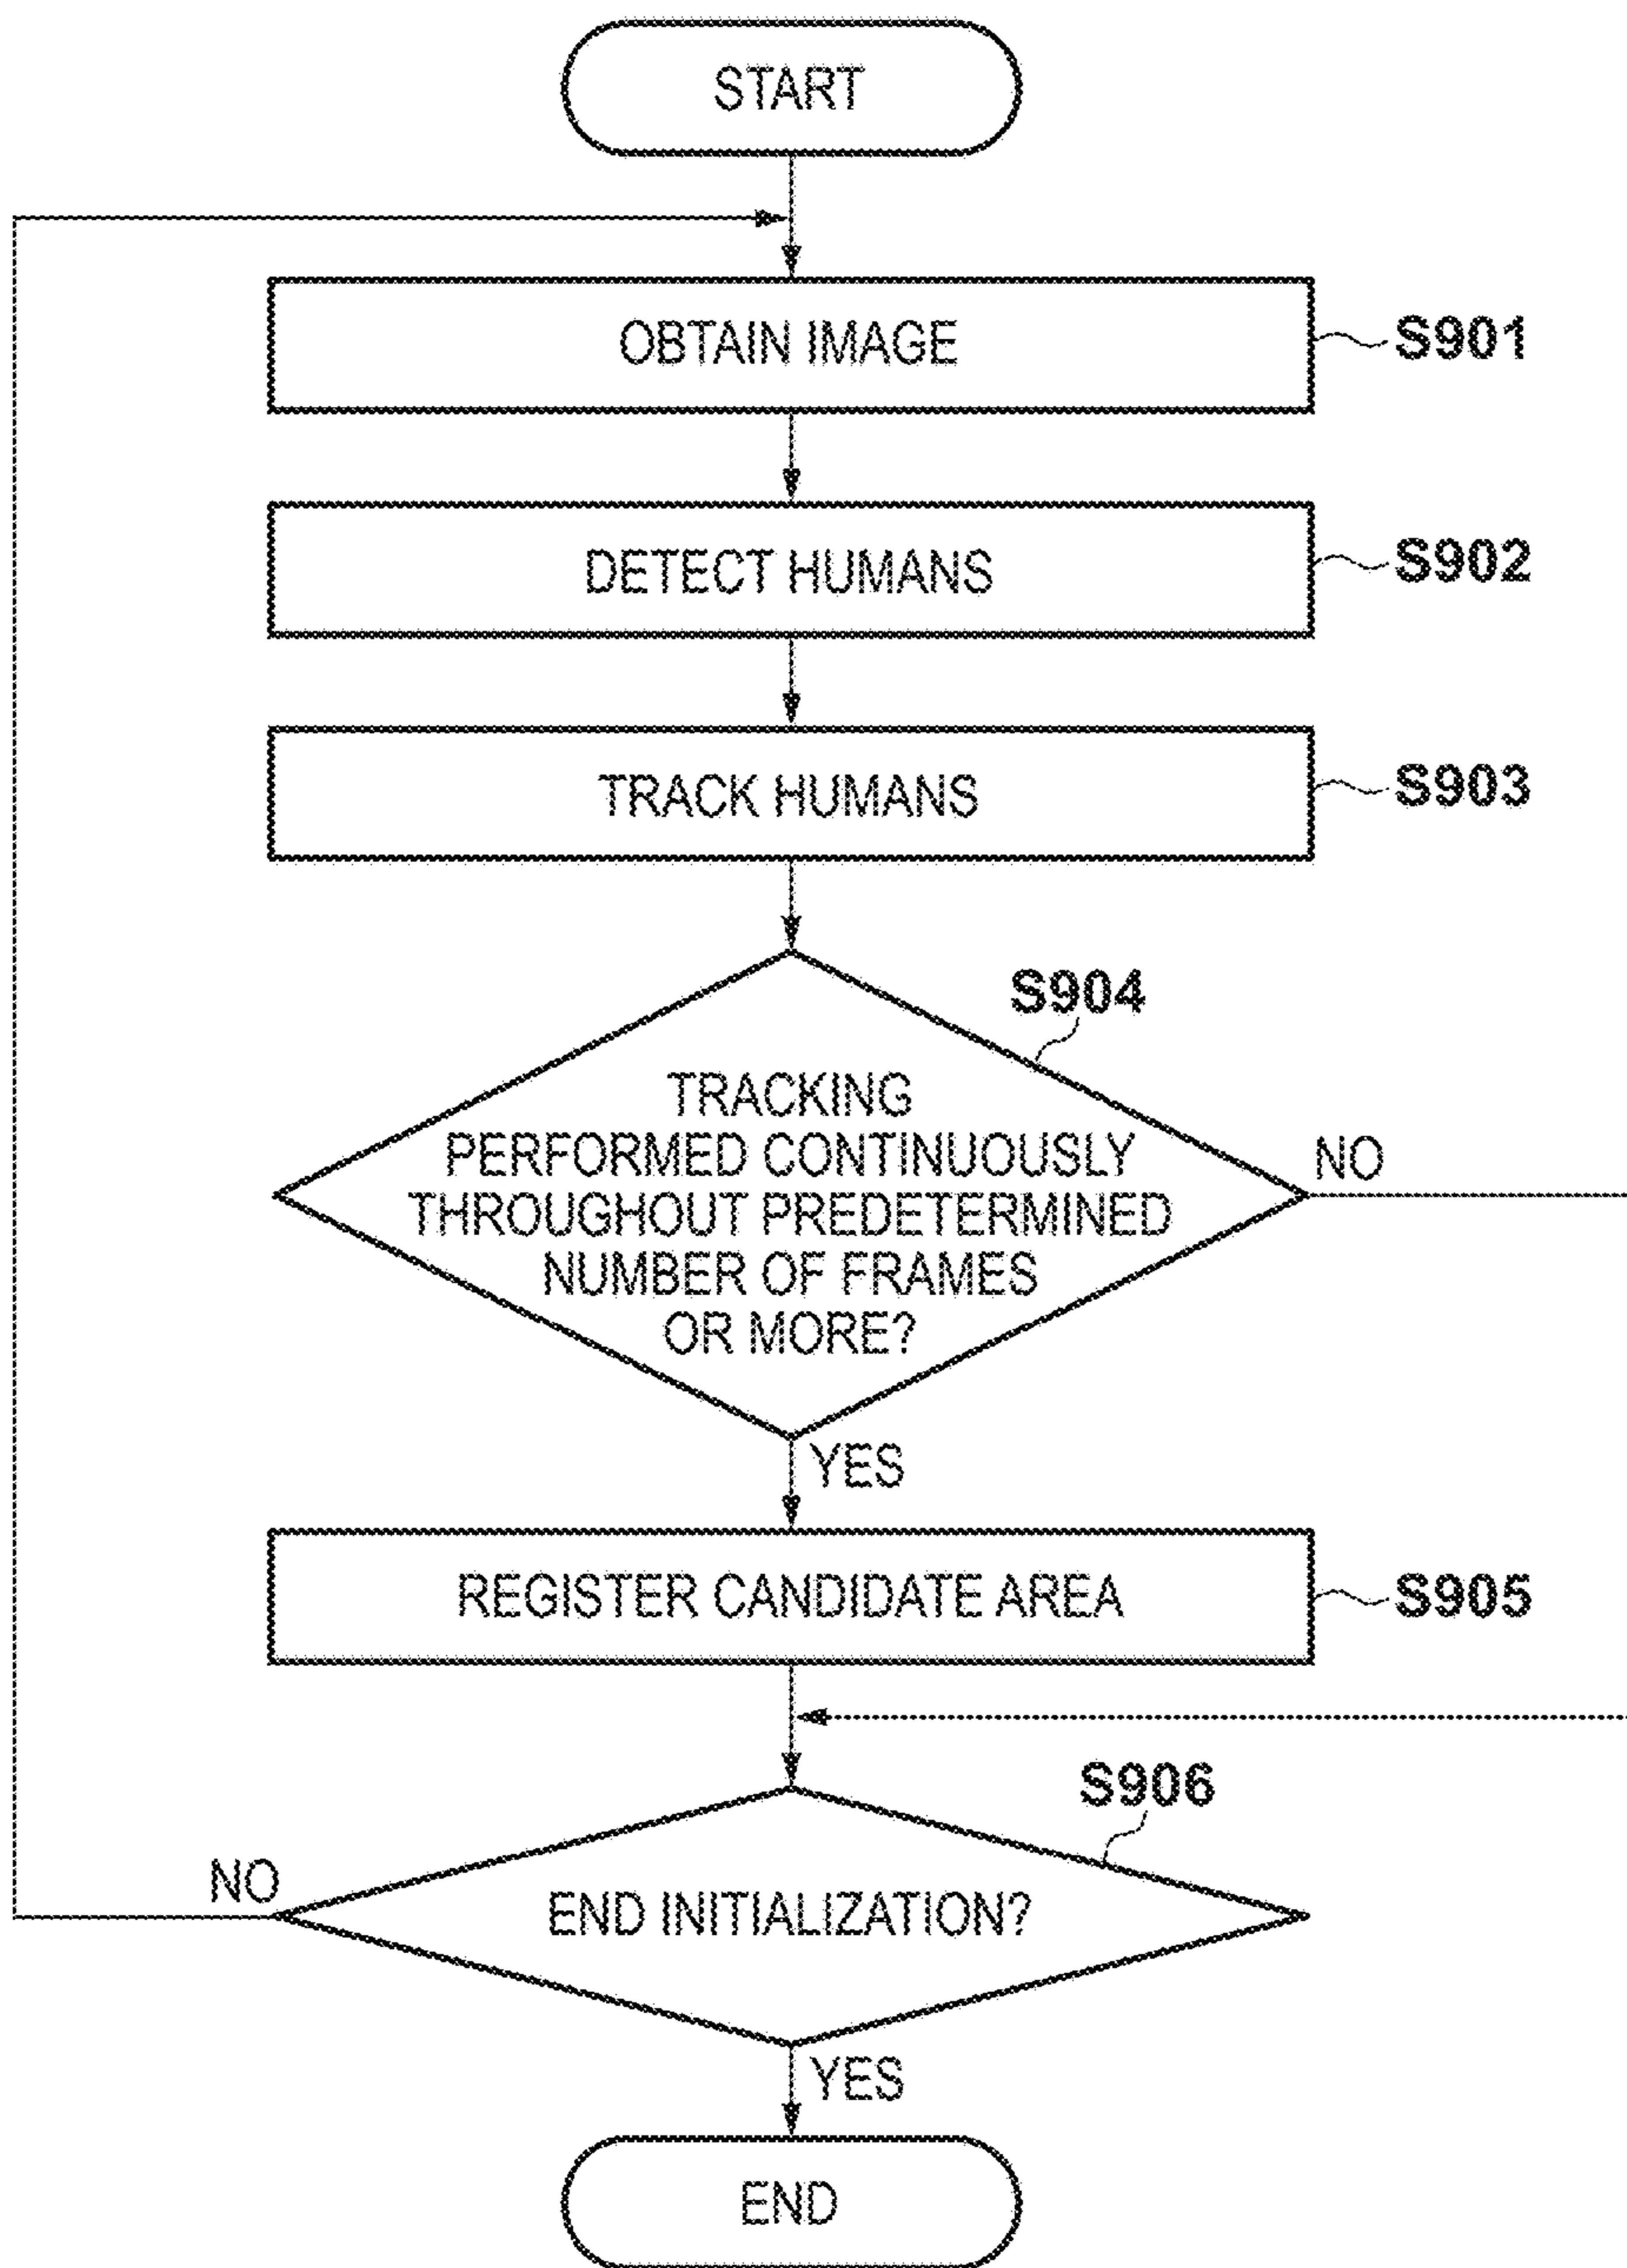 START
OBTAIN IMAGE
S901
DETECT HUMANS
S902
TRACK HUMANS
S903
S904
TRACKING
PERFORMED CONTINUOUSLY
THROUGHOUT PREDETERMINED
NUMBER OF FRAMES
OR MORE?
NO
YES
REGISTER CANDIDATE AREA
S905
S906
NO
END INITIALIZATION?
YES
END